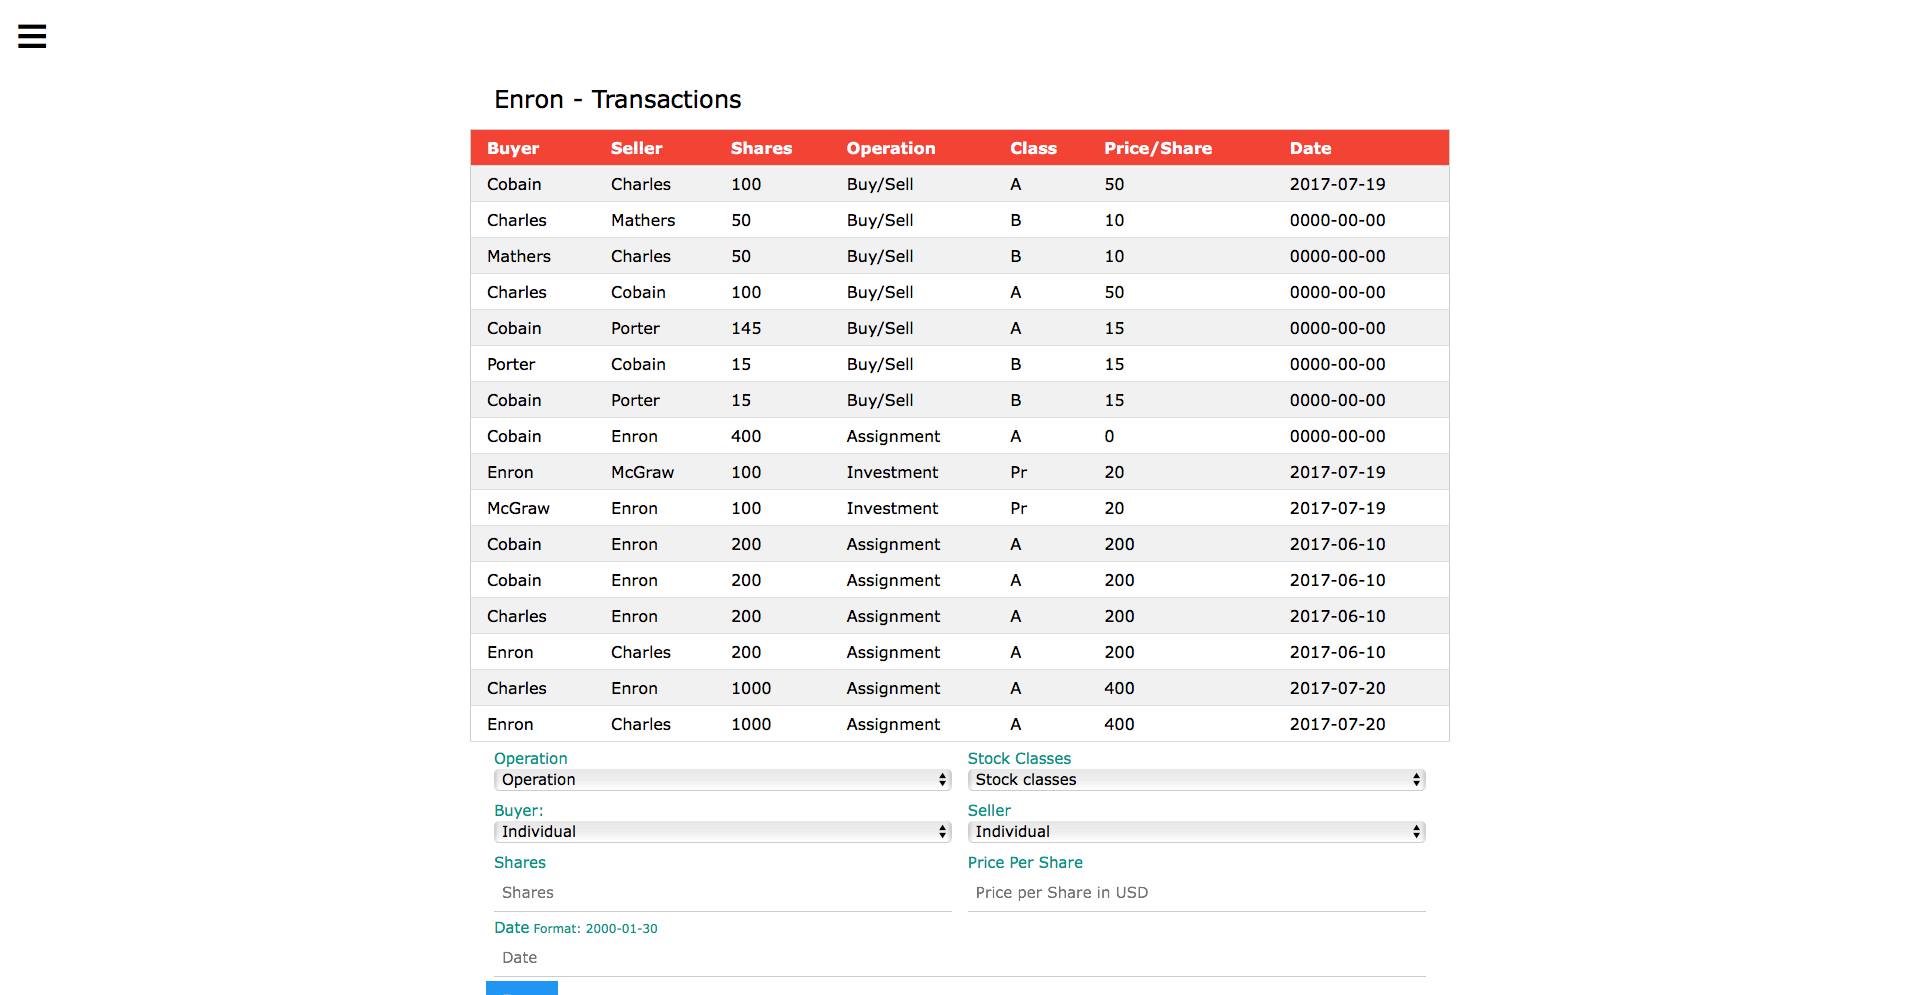 Enron - Transactions
Buyer Seller Shares Operation Class Price/Share Date
Cobain Charles 100 Buy/Sell A 50 2017-07-19
Charles Mathers 50 Buy/Sell B 10 0000-00-00
Mathers Charles 50 Buy/Sell B 10 0000-00-00
Charles Cobain 100 Buy/Sell A 50 0000-00-00
Cobain Porter 145 Buy/Sell A 15 0000-00-00
Porter Cobain 15 Buy/Sell B 15 0000-00-00
Cobain Porter 15 Buy/Sell B 15 0000-00-00
Cobain Enron 400 Assignment A 0 0000-00-00
Enron McGraw 100 Investment Pr 20 2017-07-19
McGraw Enron 100 Investment Pr 20 2017-07-19
Cobain Enron 200 Assignment A 200 2017-06-10
Cobain Enron 200 Assignment A 200 2017-06-10
Charles Enron 200 Assignment A 200 2017-06-10
Enron Charles 200 Assignment A 200 2017-06-10
Charles Enron 1000 Assignment A 400 2017-07-20
Enron Charles 1000 Assignment A 400 2017-07-20
Operation Stock Classes
Operation Stock classes
Buyer: Seller
Individual Individual
Shares Price Per Share
Shares Price per Share in USD
Date Format: 2000-01-30
Date